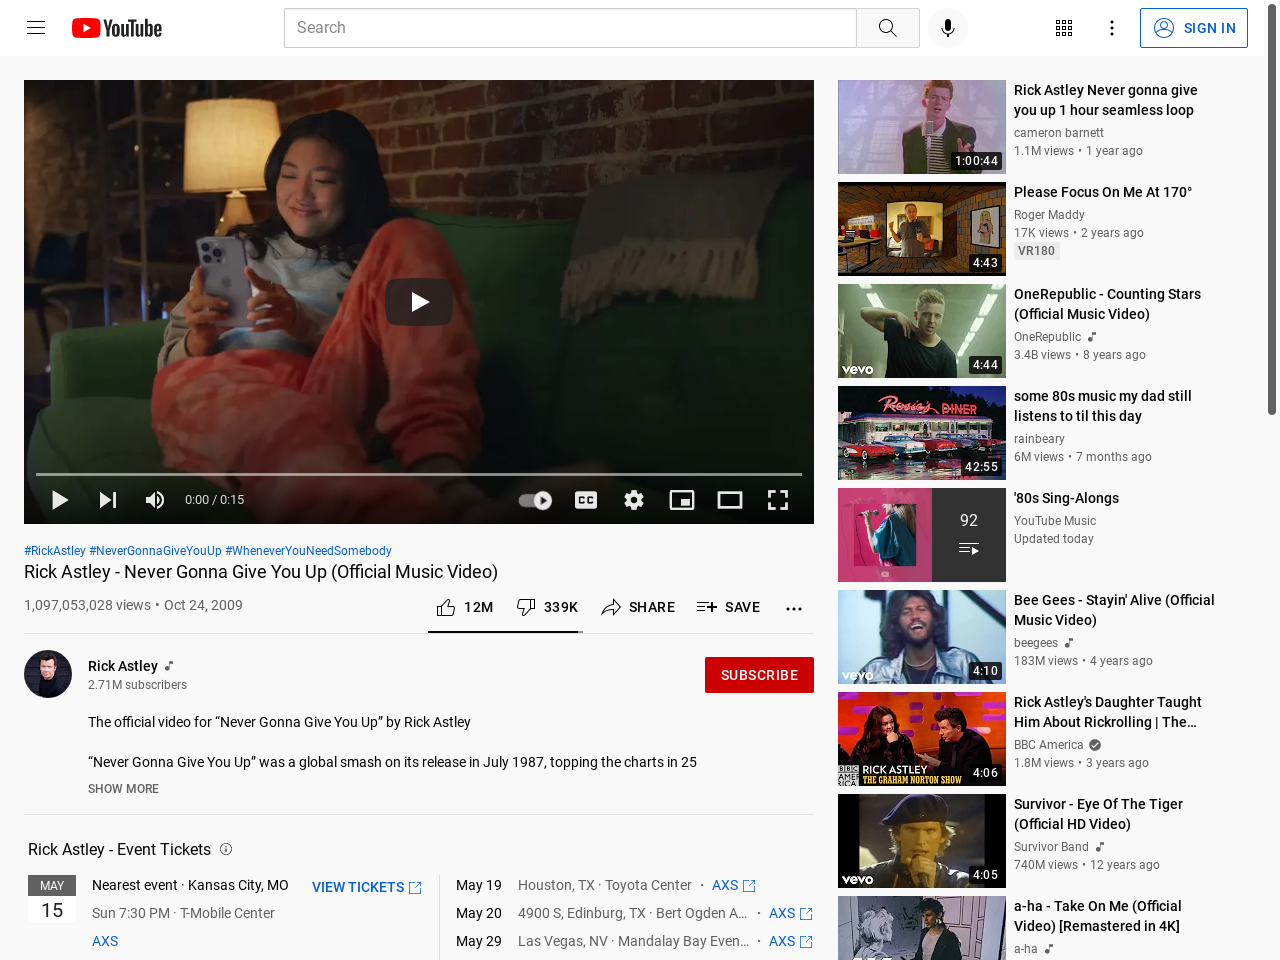 YouTube
Search
SIGN IN
0:00 / 0:15
CC
#RickAstley #NeverGonnaGiveYouUp #WheneverYouNeedSomebody
Rick Astley - Never Gonna Give You Up (Official Music Video)
1,097,053,028 views • Oct 24, 2009
12M
339K
SHARE
SAVE
Rick Astley
2.71M subscribers
SUBSCRIBE
The official video for “Never Gonna Give You Up” by Rick Astley
“Never Gonna Give You Up” was a global smash on its release in July 1987, topping the charts in 25
SHOW MORE
Rick Astley - Event Tickets
MAY
15
Nearest event · Kansas City, MO
Sun 7:30 PM · T-Mobile Center
AXS
VIEW TICKETS
May 19 Houston, TX · Toyota Center · AXS
May 20 4900 S, Edinburg, TX · Bert Ogden A... · AXS
May 29 Las Vegas, NV · Mandalay Bay Even... · AXS
1:00:44
Rick Astley Never gonna give
you up 1 hour seamless loop
cameron barnett
1.1M views • 1 year ago
4:43
Please Focus On Me At 170°
Roger Maddy
17K views • 2 years ago
VR180
vevo
4:44
OneRepublic - Counting Stars
(Official Music Video)
OneRepublic
3.4B views • 8 years ago
Rosie's DINER
42:55
some 80s music my dad still
listens to til this day
rainbeary
6M views • 7 months ago
92
'80s Sing-Alongs
YouTube Music
Updated today
vevo
4:10
Bee Gees - Stayin' Alive (Official
Music Video)
beegees
183M views • 4 years ago
BBC
AMERICA
RICK ASTLEY
THE GRAHAM NORTON SHOW
4:06
Rick Astley's Daughter Taught
Him About Rickrolling | The...
BBC America
1.8M views • 3 years ago
vevo
4:05
Survivor - Eye Of The Tiger
(Official HD Video)
Survivor Band
740M views • 12 years ago
a-ha - Take On Me (Official
Video) [Remastered in 4K]
a-ha